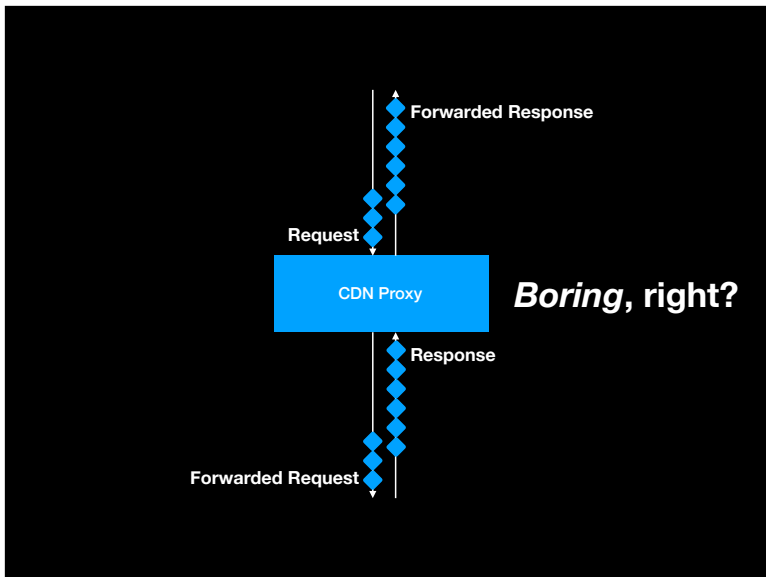 Forwarded Response
Request
CDN Proxy
Boring, right?
Response
Forwarded Request